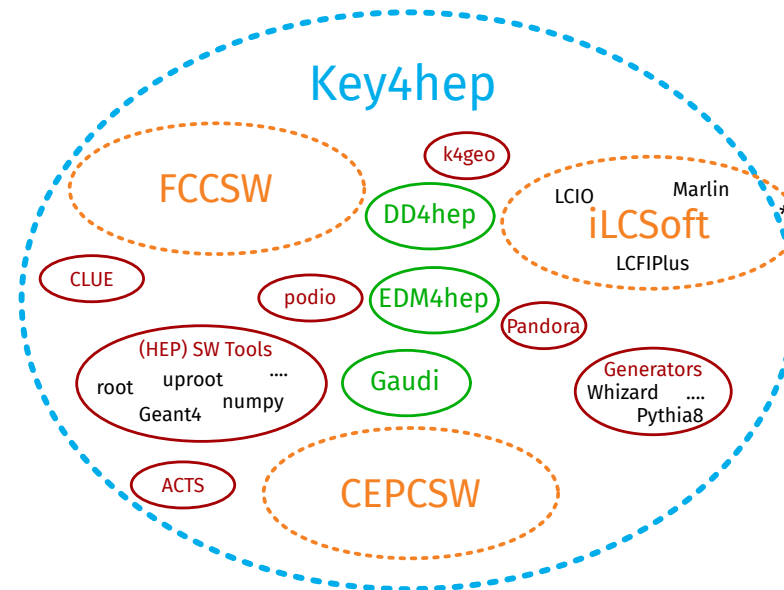 Key4hep
k4geo
FCCSW
DD4hep
LCIO
Marlin
*
iLCSoft
LCFIPlus
CLUE
podio
EDM4hep
Pandora
(HEP) SW Tools
root
uproot
....
Geant4
numpy
Gaudi
Generators
Whizard ....
Pythia8
ACTS
CEPCSW